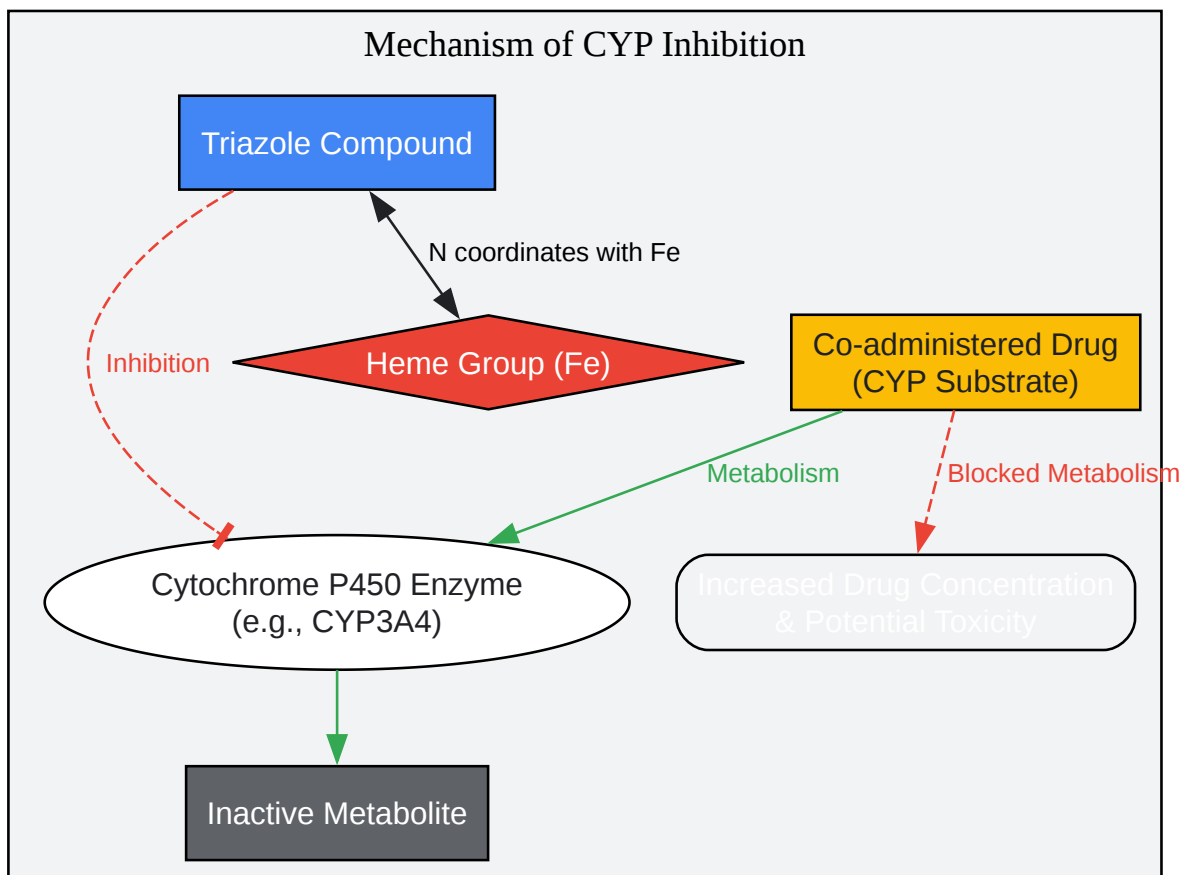 Mechanism of CYP Inhibition
Triazole Compound
N coordinates with Fe
Inhibition
Heme Group (Fe)
Co-administered Drug
(CYP Substrate)
Metabolism
Blocked Metabolism
Cytochrome P450 Enzyme
(e.g., CYP3A4)
Increased Drug Concentration
& Potential Toxicity
Inactive Metabolite